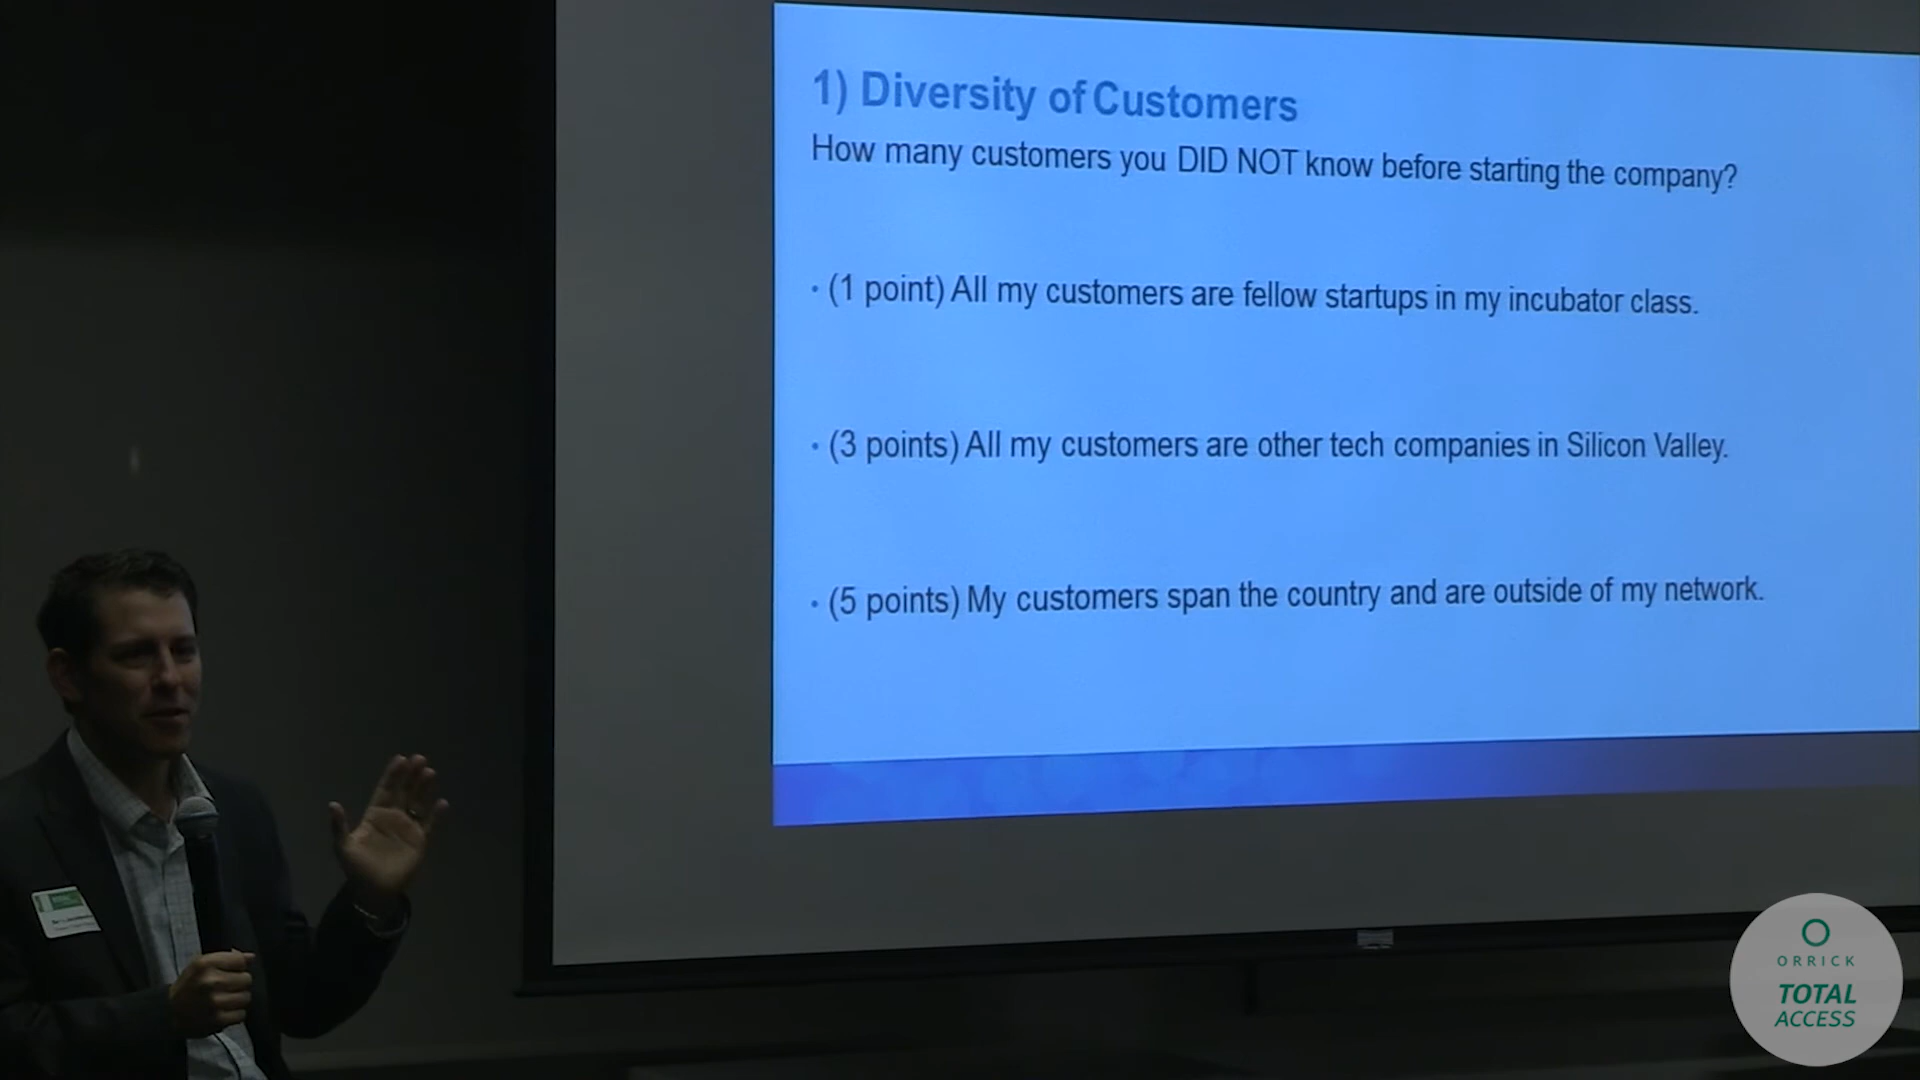 1) Diversity of Customers
How many customers you DID NOT know before starting the company?
• (1 point) All my customers are fellow startups in my incubator class.
• (3 points) All my customers are other tech companies in Silicon Valley.
• (5 points) My customers span the country and are outside of my network.
ORRICK
TOTAL
ACCESS